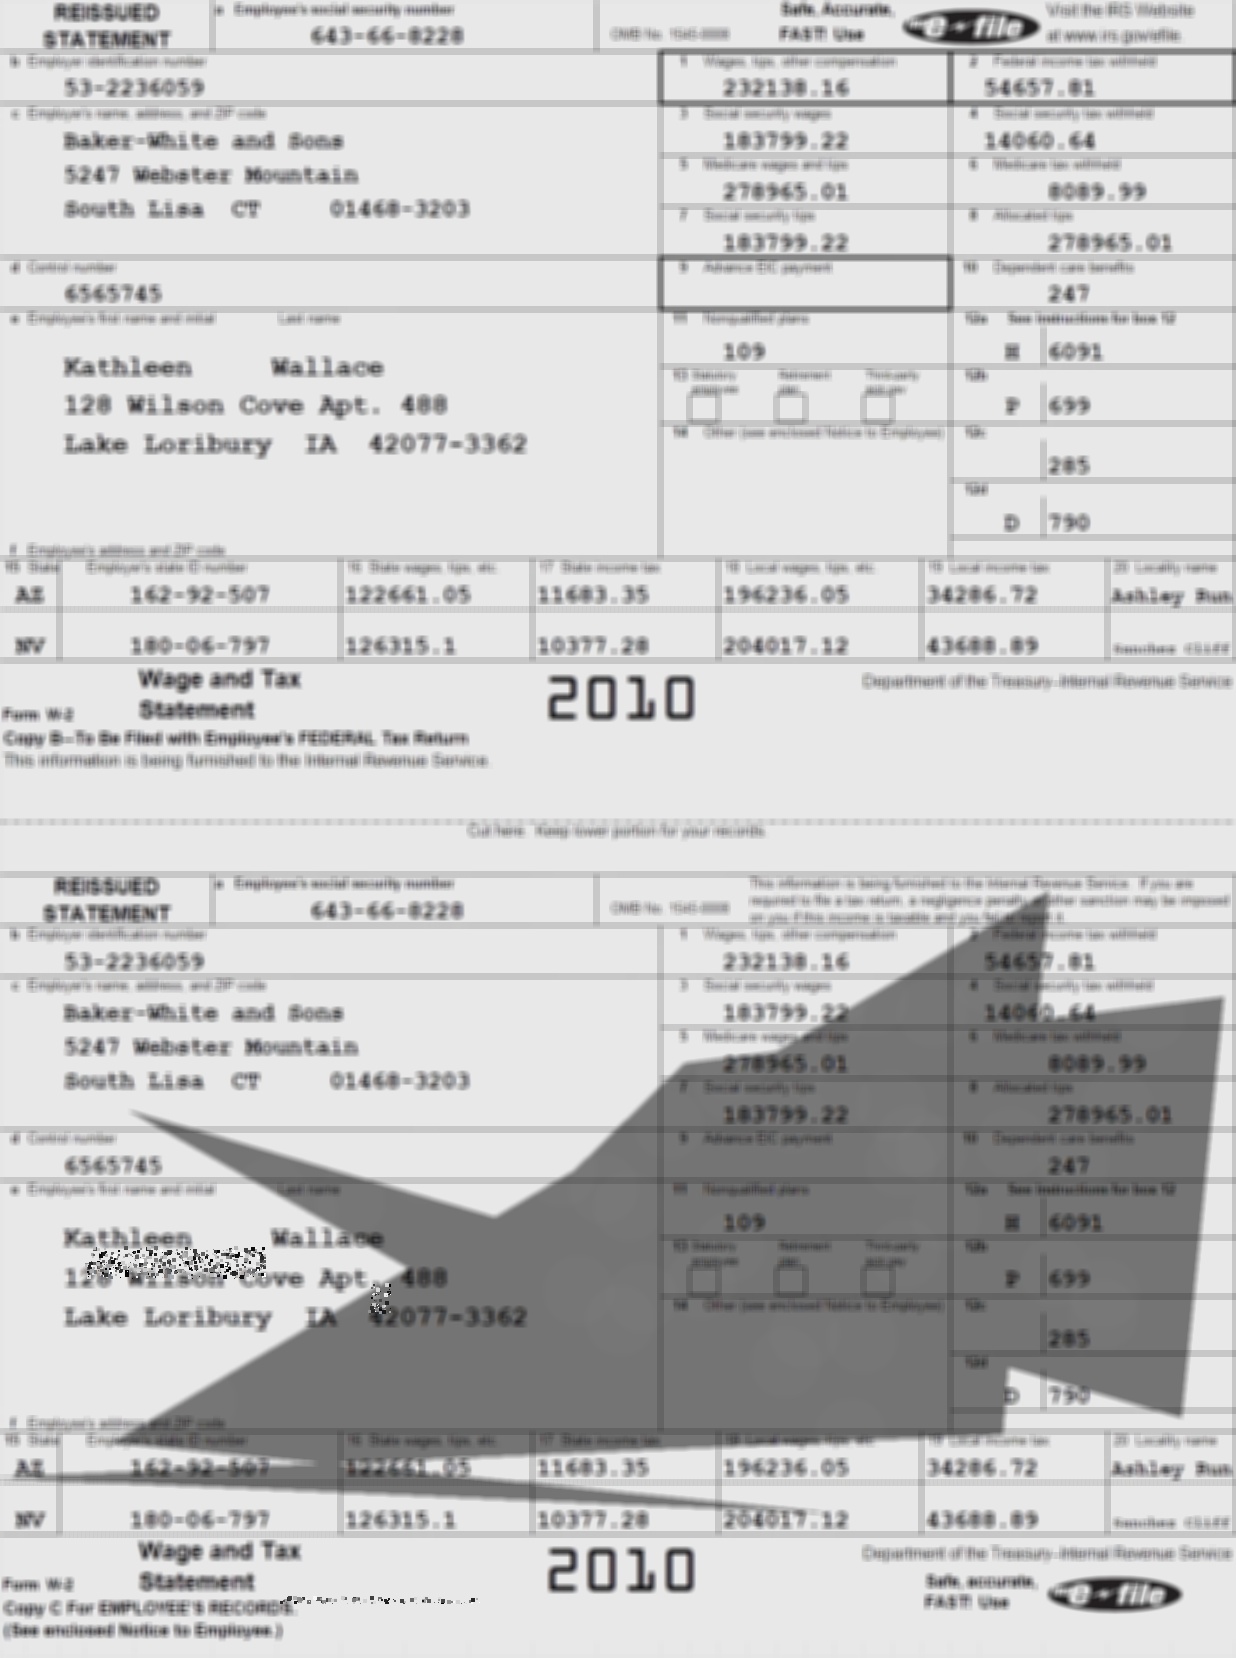 REISSUED STATEMENT
a Employee's social security number
643-66-8228
OMB No. 1545-0008
Safe, Accurate, FAST! Use
e file
Visit the IRS Website at www.irs.gov/efile.
b Employer identification number
53-2236059
1 Wages, tips, other compensation
232138.16
2 Federal income tax withheld
54657.81
c Employer's name, address, and ZIP code
Baker-White and Sons
5247 Webster Mountain
South Lisa CT 01468-3203
3 Social security wages
183799.22
4 Social security tax withheld
14060.64
5 Medicare wages and tips
278965.01
6 Medicare tax withheld
8089.99
7 Social security tips
183799.22
8 Allocated tips
278965.01
d Control number
6565745
9 Advance EIC payment
10 Dependent care benefits
247
e Employee's first name and initial Last name
Kathleen Wallace
128 Wilson Cove Apt. 488
Lake Loribury IA 42077-3362
f Employee's address and ZIP code
11 Nonqualified plans
109
12a See instructions for box 12
H 6091
13 Statutory employee Retirement plan Third-party sick pay
12b
P 699
14 Other (see enclosed Notice to Employee)
12c
285
12d
D 790
15 State Employer's state ID number 16 State wages, tips, etc. 17 State income tax 18 Local wages, tips, etc. 19 Local income tax 20 Locality name
AZ 162-92-507 122661.05 11683.35 196236.05 34286.72 Ashley Run
NV 180-06-797 126315.1 10377.28 204017.12 43688.89 Sanchez Cliff
Wage and Tax
Form W-2 Statement
2010
Department of the Treasury-Internal Revenue Service
Copy B-To Be Filed with Employee's FEDERAL Tax Return
This information is being furnished to the Internal Revenue Service.
Cut here. Keep lower portion for your records.
REISSUED STATEMENT
a Employee's social security number
643-66-8228
OMB No. 1545-0008
This information is being furnished to the Internal Revenue Service. If you are
required to file a tax return, a negligence penalty or other sanction may be imposed
on you if this income is taxable and you fail to report it.
b Employer identification number
53-2236059
1 Wages, tips, other compensation
232138.16
2 Federal income tax withheld
54657.81
c Employer's name, address, and ZIP code
Baker-White and Sons
5247 Webster Mountain
South Lisa CT 01468-3203
3 Social security wages
183799.22
4 Social security tax withheld
14060.64
5 Medicare wages and tips
278965.01
6 Medicare tax withheld
8089.99
7 Social security tips
183799.22
8 Allocated tips
278965.01
d Control number
6565745
9 Advance EIC payment
10 Dependent care benefits
247
e Employee's first name and initial Last name
Kathleen Wallace
128 Wilson Cove Apt. 488
Lake Loribury IA 42077-3362
f Employee's address and ZIP code
11 Nonqualified plans
109
12a See instructions for box 12
H 6091
13 Statutory employee Retirement plan Third-party sick pay
12b
P 699
14 Other (see enclosed Notice to Employee)
12c
285
12d
D 790
15 State Employer's state ID number 16 State wages, tips, etc. 17 State income tax 18 Local wages, tips, etc. 19 Local income tax 20 Locality name
AZ 162-92-507 122661.05 11683.35 196236.05 34286.72 Ashley Run
NV 180-06-797 126315.1 10377.28 204017.12 43688.89 Sanchez Cliff
Wage and Tax
Form W-2 Statement
2010
Department of the Treasury-Internal Revenue Service
Copy C For EMPLOYEE'S RECORDS.
(See enclosed Notice to Employee.)
Safe, accurate, FAST! Use
e file